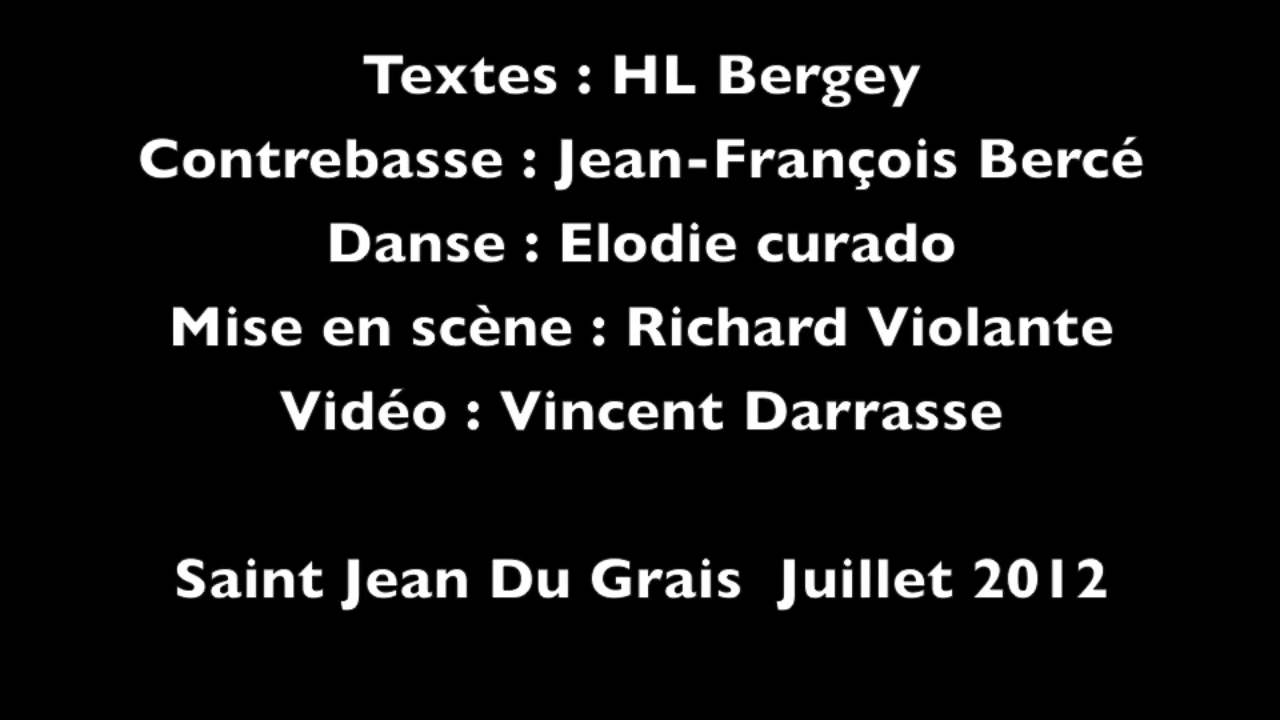 Textes : HL Bergey
Contrebasse : Jean-François Bercé
Danse : Elodie curado
Mise en scène : Richard Violante
Vidéo : Vincent Darrasse
Saint Jean Du Grais  Juillet 2012